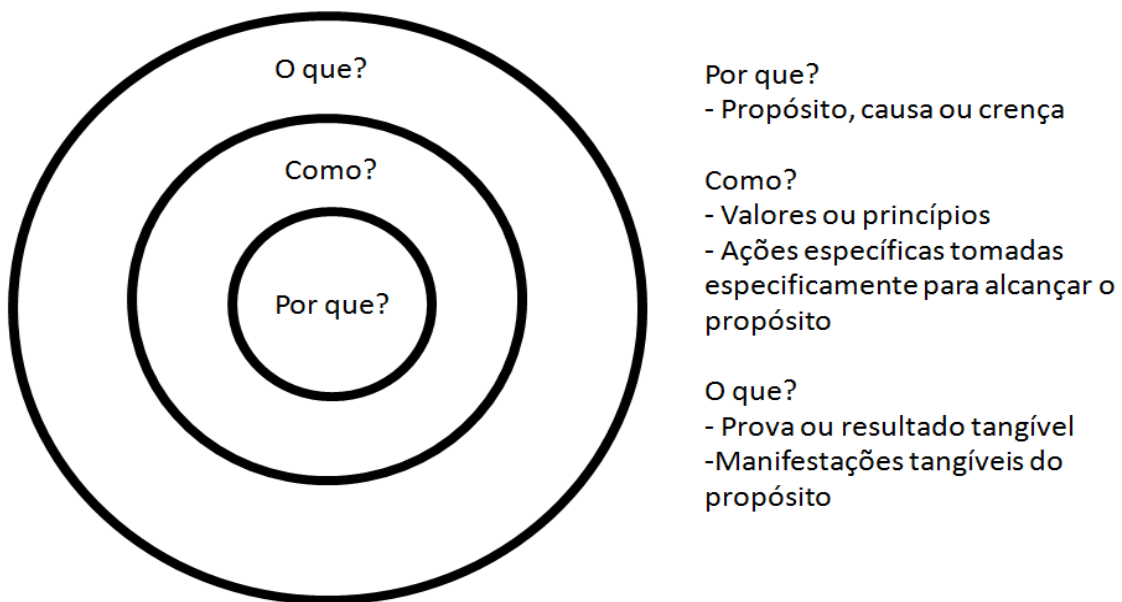 O que?
Como?
Por que?
Por que?
- Propósito, causa ou crença
Como?
- Valores ou princípios
- Ações específicas tomadas
especificamente para alcançar o
propósito
O que?
- Prova ou resultado tangível
-Manifestações tangíveis do
propósito